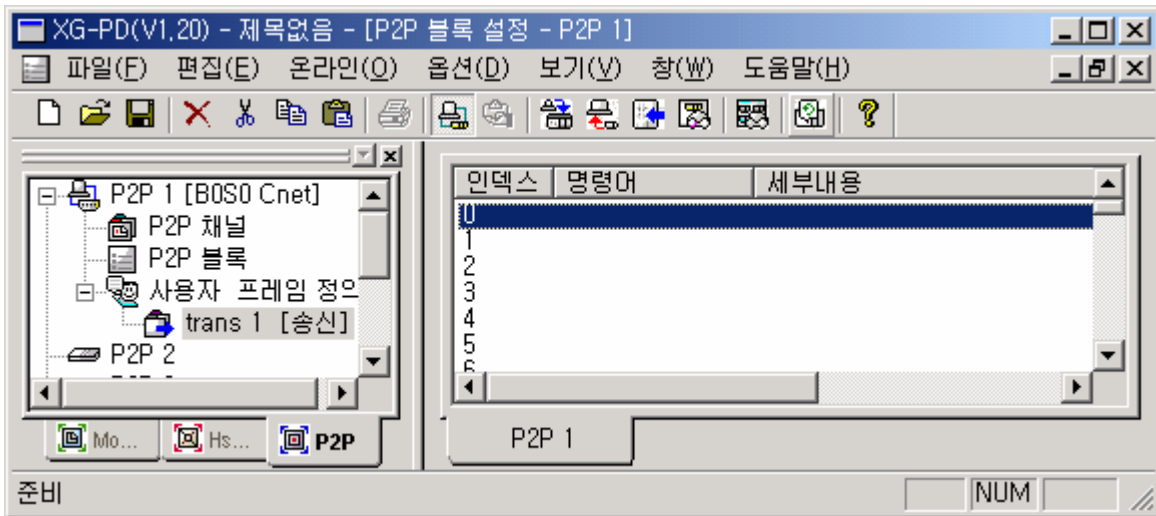 XG-PD(V1,20) - 제목없음 - [P2P 블록 설정 - P2P 1]
파일(F) 편집(E) 온라인(O) 옵션(D) 보기(V) 창(W) 도움말(H)
P2P 1 [B0S0 Cnet]
P2P 채널
P2P 블록
사용자 프레임 정의
trans 1 [송신]
P2P 2
Mo... Hs... P2P
인덱스 명령어 세부내용
0
1
2
3
4
5
6
P2P 1
준비 NUM